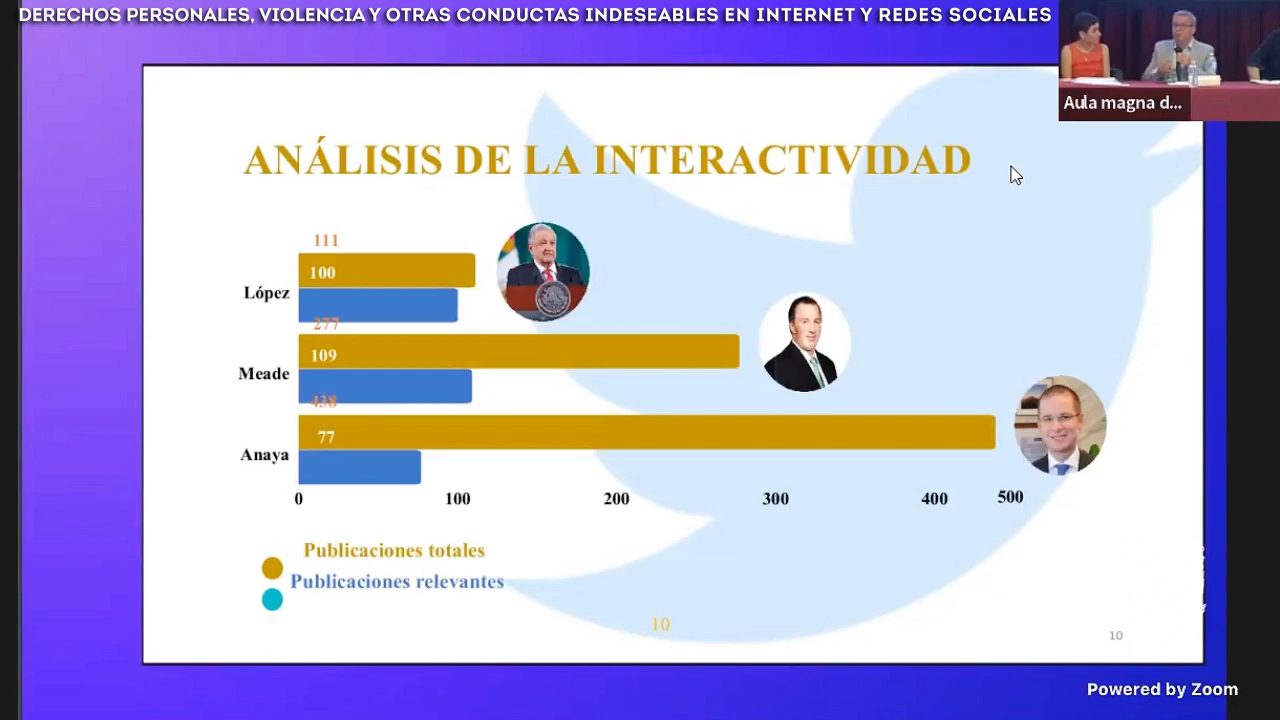 DERECHOS PERSONALES, VIOLENCIA Y OTRAS CONDUCTAS INDESEABLES EN INTERNET Y REDES SOCIALES
Aula magna d...
ANÁLISIS DE LA INTERACTIVIDAD
111
100
López
277
109
Meade
438
77
Anaya
0 100 200 300 400 500
Publicaciones totales
Publicaciones relevantes
10
10
Powered by Zoom